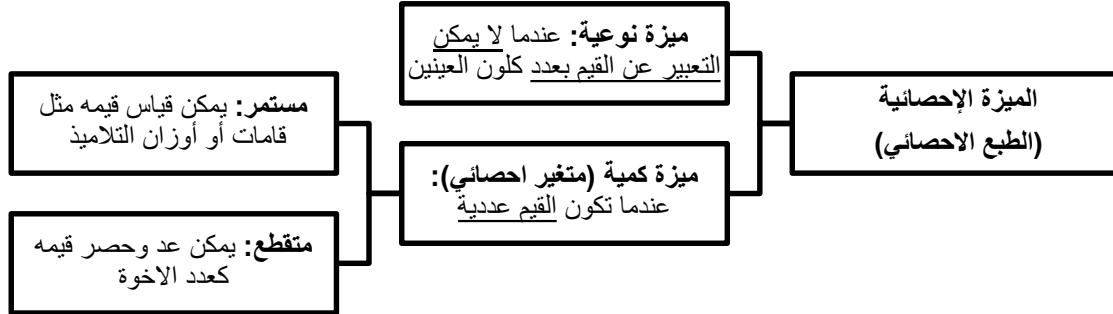 الميزة الإحصائية
(الطبع الاحصائي)
ميزة نوعية: عندما لا يمكن
التعبير عن القيم بعدد كلون العينين
ميزة كمية (متغير احصائي):
عندما تكون القيم عددية
مستمر: يمكن قياس قيمه مثل
قامات أو أوزان التلاميذ
متقطع: يمكن عد وحصر قيمه
كعدد الاخوة